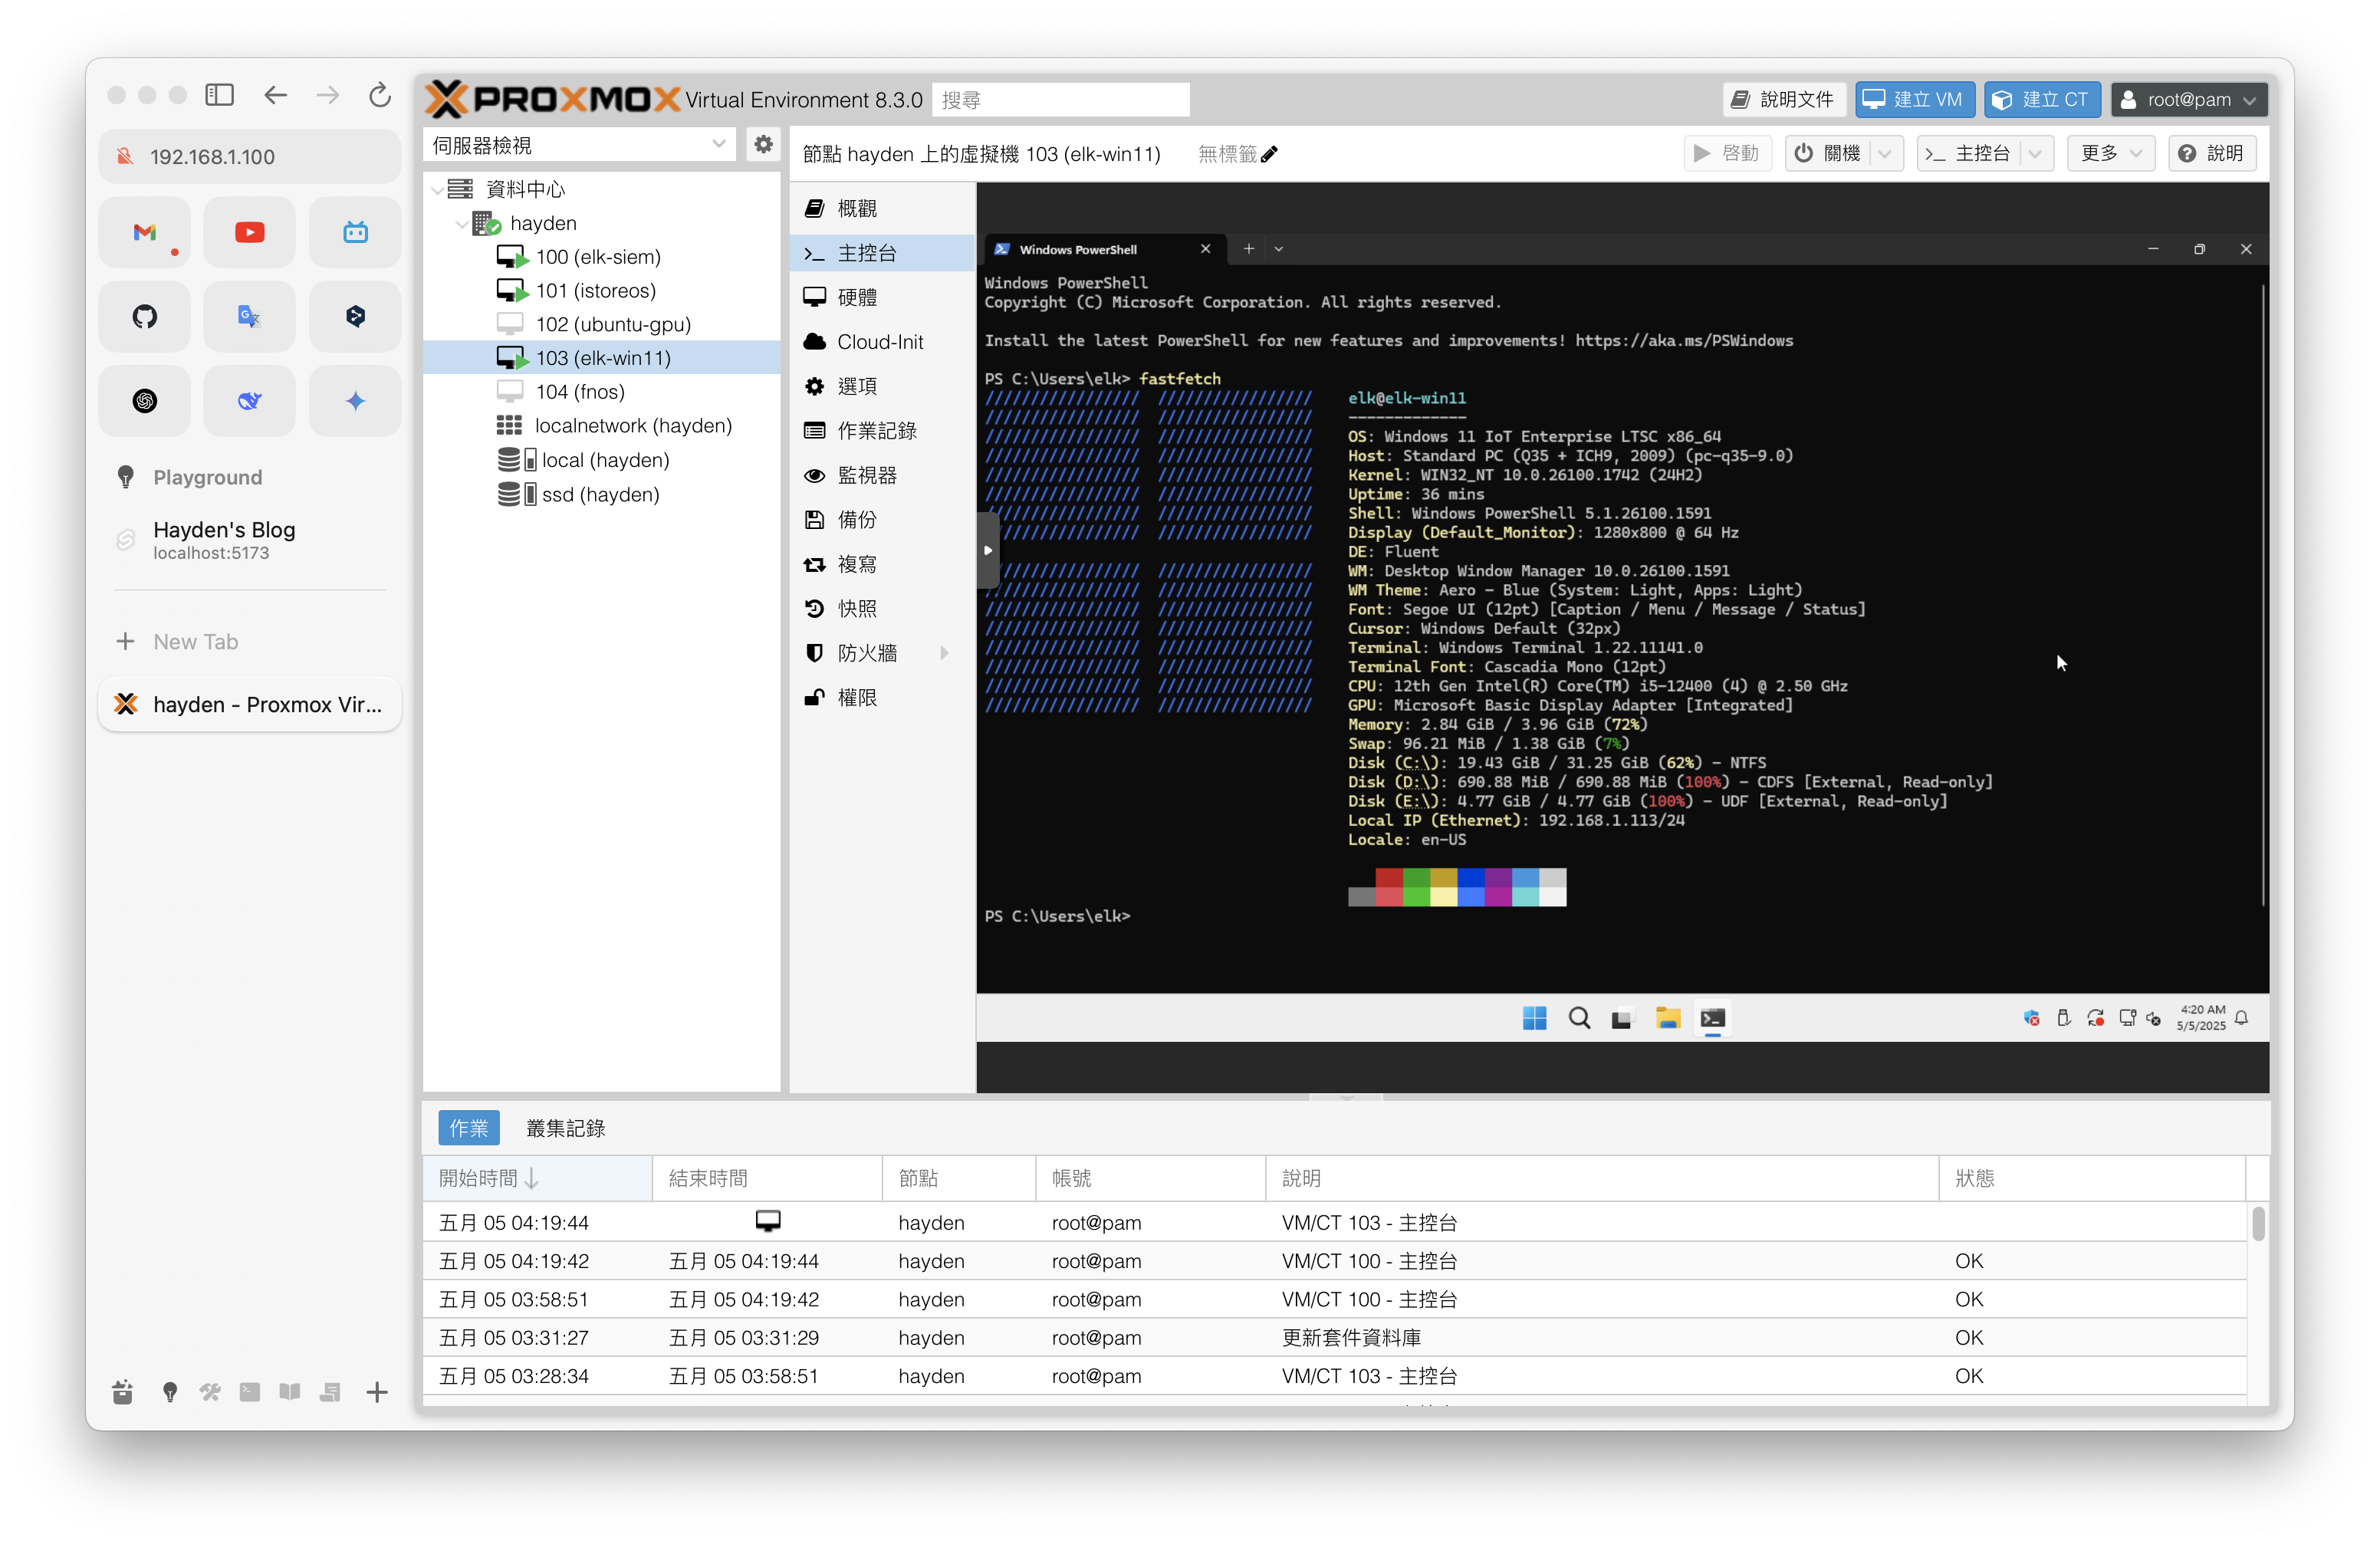 192.168.1.100
Playground
Hayden's Blog
localhost:5173
New Tab
hayden - Proxmox Vir...
PROXMOX Virtual Environment 8.3.0
搜尋
說明文件
建立 VM
建立 CT
root@pam
伺服器檢視
資料中心
hayden
100 (elk-siem)
101 (istoreos)
102 (ubuntu-gpu)
103 (elk-win11)
104 (fnos)
localnetwork (hayden)
local (hayden)
ssd (hayden)
節點 hayden 上的虛擬機 103 (elk-win11)
無標籤
啓動
關機
主控台
更多
說明
概觀
主控台
硬體
Cloud-Init
選項
作業記錄
監視器
備份
複寫
快照
防火牆
權限
Windows PowerShell
Windows PowerShell
Copyright (C) Microsoft Corporation. All rights reserved.
Install the latest PowerShell for new features and improvements! https://aka.ms/PSWindows
PS C:\Users\elk> fastfetch
elk@elk-win11
-------------
OS: Windows 11 IoT Enterprise LTSC x86_64
Host: Standard PC (Q35 + ICH9, 2009) (pc-q35-9.0)
Kernel: WIN32_NT 10.0.26100.1742 (24H2)
Uptime: 36 mins
Shell: Windows PowerShell 5.1.26100.1591
Display (Default_Monitor): 1280x800 @ 64 Hz
DE: Fluent
WM: Desktop Window Manager 10.0.26100.1591
WM Theme: Aero - Blue (System: Light, Apps: Light)
Font: Segoe UI (12pt) [Caption / Menu / Message / Status]
Cursor: Windows Default (32px)
Terminal: Windows Terminal 1.22.11141.0
Terminal Font: Cascadia Mono (12pt)
CPU: 12th Gen Intel(R) Core(TM) i5-12400 (4) @ 2.50 GHz
GPU: Microsoft Basic Display Adapter [Integrated]
Memory: 2.84 GiB / 3.96 GiB (72%)
Swap: 96.21 MiB / 1.38 GiB (7%)
Disk (C:\): 19.43 GiB / 31.25 GiB (62%) - NTFS
Disk (D:\): 690.88 MiB / 690.88 MiB (100%) - CDFS [External, Read-only]
Disk (E:\): 4.77 GiB / 4.77 GiB (100%) - UDF [External, Read-only]
Local IP (Ethernet): 192.168.1.113/24
Locale: en-US
PS C:\Users\elk>
4:20 AM
5/5/2025
作業
叢集記錄
開始時間 結束時間 節點 帳號 說明 狀態
五月 05 04:19:44 hayden root@pam VM/CT 103 - 主控台
五月 05 04:19:42 五月 05 04:19:44 hayden root@pam VM/CT 100 - 主控台 OK
五月 05 03:58:51 五月 05 04:19:42 hayden root@pam VM/CT 100 - 主控台 OK
五月 05 03:31:27 五月 05 03:31:29 hayden root@pam 更新套件資料庫 OK
五月 05 03:28:34 五月 05 03:58:51 hayden root@pam VM/CT 103 - 主控台 OK